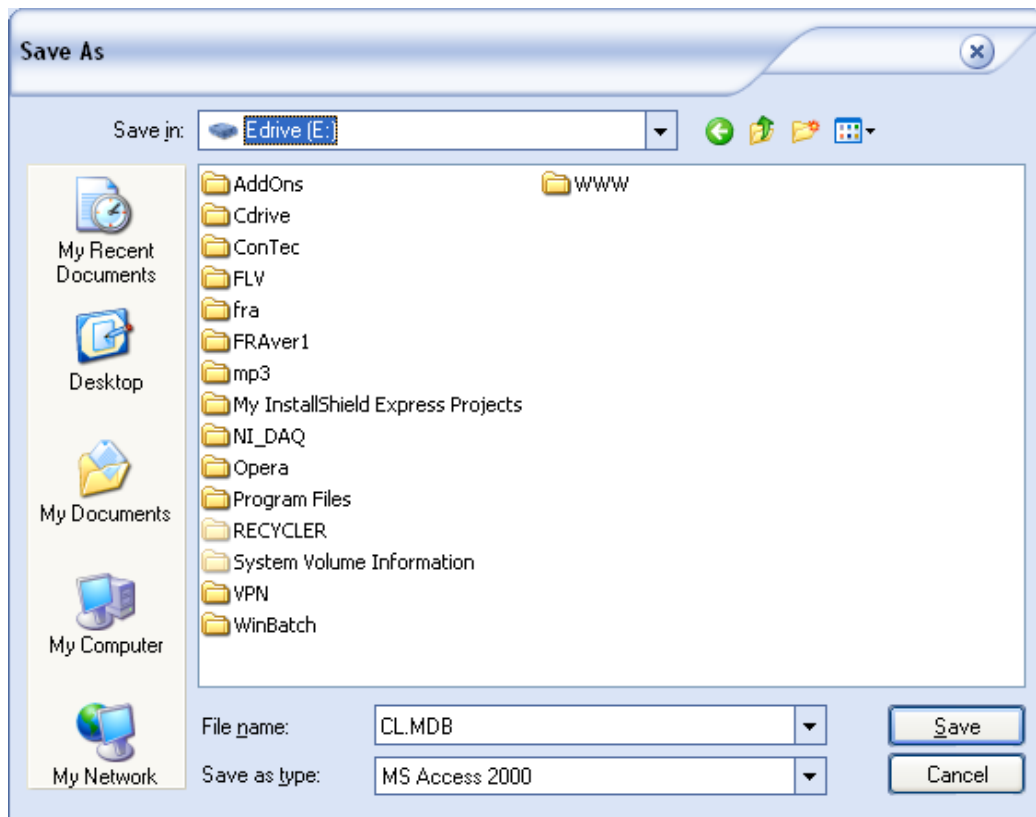 Save As
Save in: Edrive (E:)
My Recent
Documents
Desktop
My Documents
My Computer
My Network
AddOns
Cdrive
ConTec
FLV
fra
FRAver1
mp3
My InstallShield Express Projects
NI_DAQ
Opera
Program Files
RECYCLER
System Volume Information
VPN
WinBatch
WWW
File name: CL.MDB Save
Save as type: MS Access 2000 Cancel